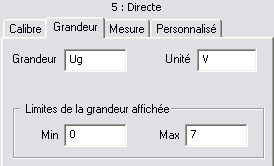 5 : Directe
Calibre Grandeur Mesure Personnalisé
Grandeur Ug Unité V
Limites de la grandeur affichée
Min 0 Max 7